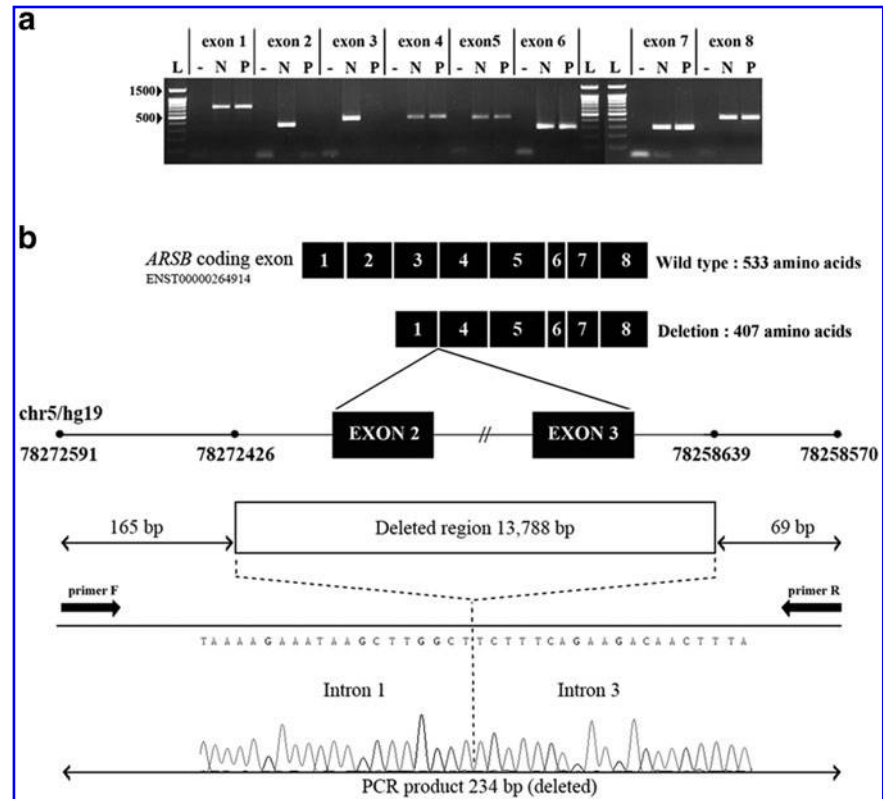 a
exon 1 exon 2 exon 3 exon 4 exon5 exon 6 exon 7 exon 8
L - N P - N P - N P - N P - N P - N P L L - N P - N P
1500
500
b
ARSB coding exon
ENST00000264914
1 2 3 4 5 6 7 8 Wild type : 533 amino acids
1 4 5 6 7 8 Deletion : 407 amino acids
chr5/hg19
EXON 2 // EXON 3
78272591 78272426 78258639 78258570
165 bp Deleted region 13,788 bp 69 bp
primer F primer R
TAAAAGAAATAAGCTTGGCTTCTTTCAGAAGACAACTTTA
Intron 1 Intron 3
PCR product 234 bp (deleted)